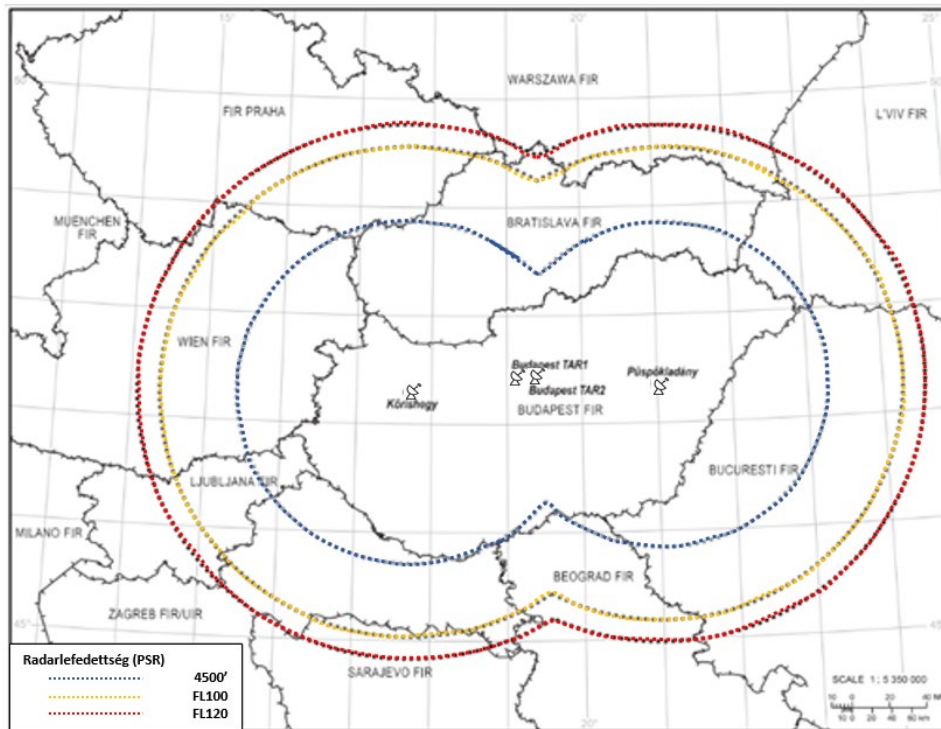 15°
20°
25°
50°
WARSZAWA FIR
FIR PRAHA
L'VIV FIR
MUENCHEN
FIR
BRATISLAVA FIR
WIEN FIR
Budapest TAR1
Budapest TAR2
Püspökladány
Kőrishegy
BUDAPEST FIR
BUCURESTI FIR
LJUBLJANA FIR
MILANO FIR
BEOGRAD FIR
ZAGREB FIR/UIR
45°
SARAJEVO FIR
20°
Radarlefedettség (PSR)
4500'
FL100
FL120
SCALE 1 : 5 350 000